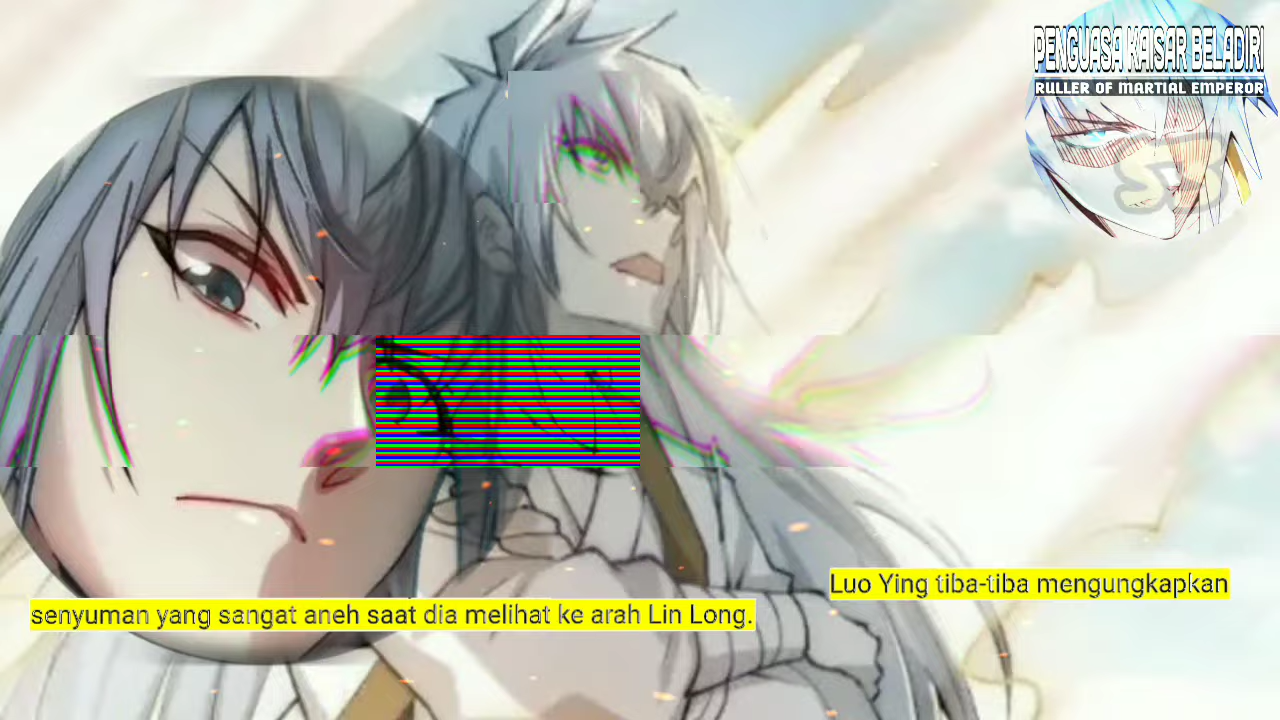 PENGUASA KAISAR BELADIRI
RULLER OF MARTIAL EMPEROR
Luo Ying tiba-tiba mengungkapkan
senyuman yang sangat aneh saat dia melihat ke arah Lin Long.